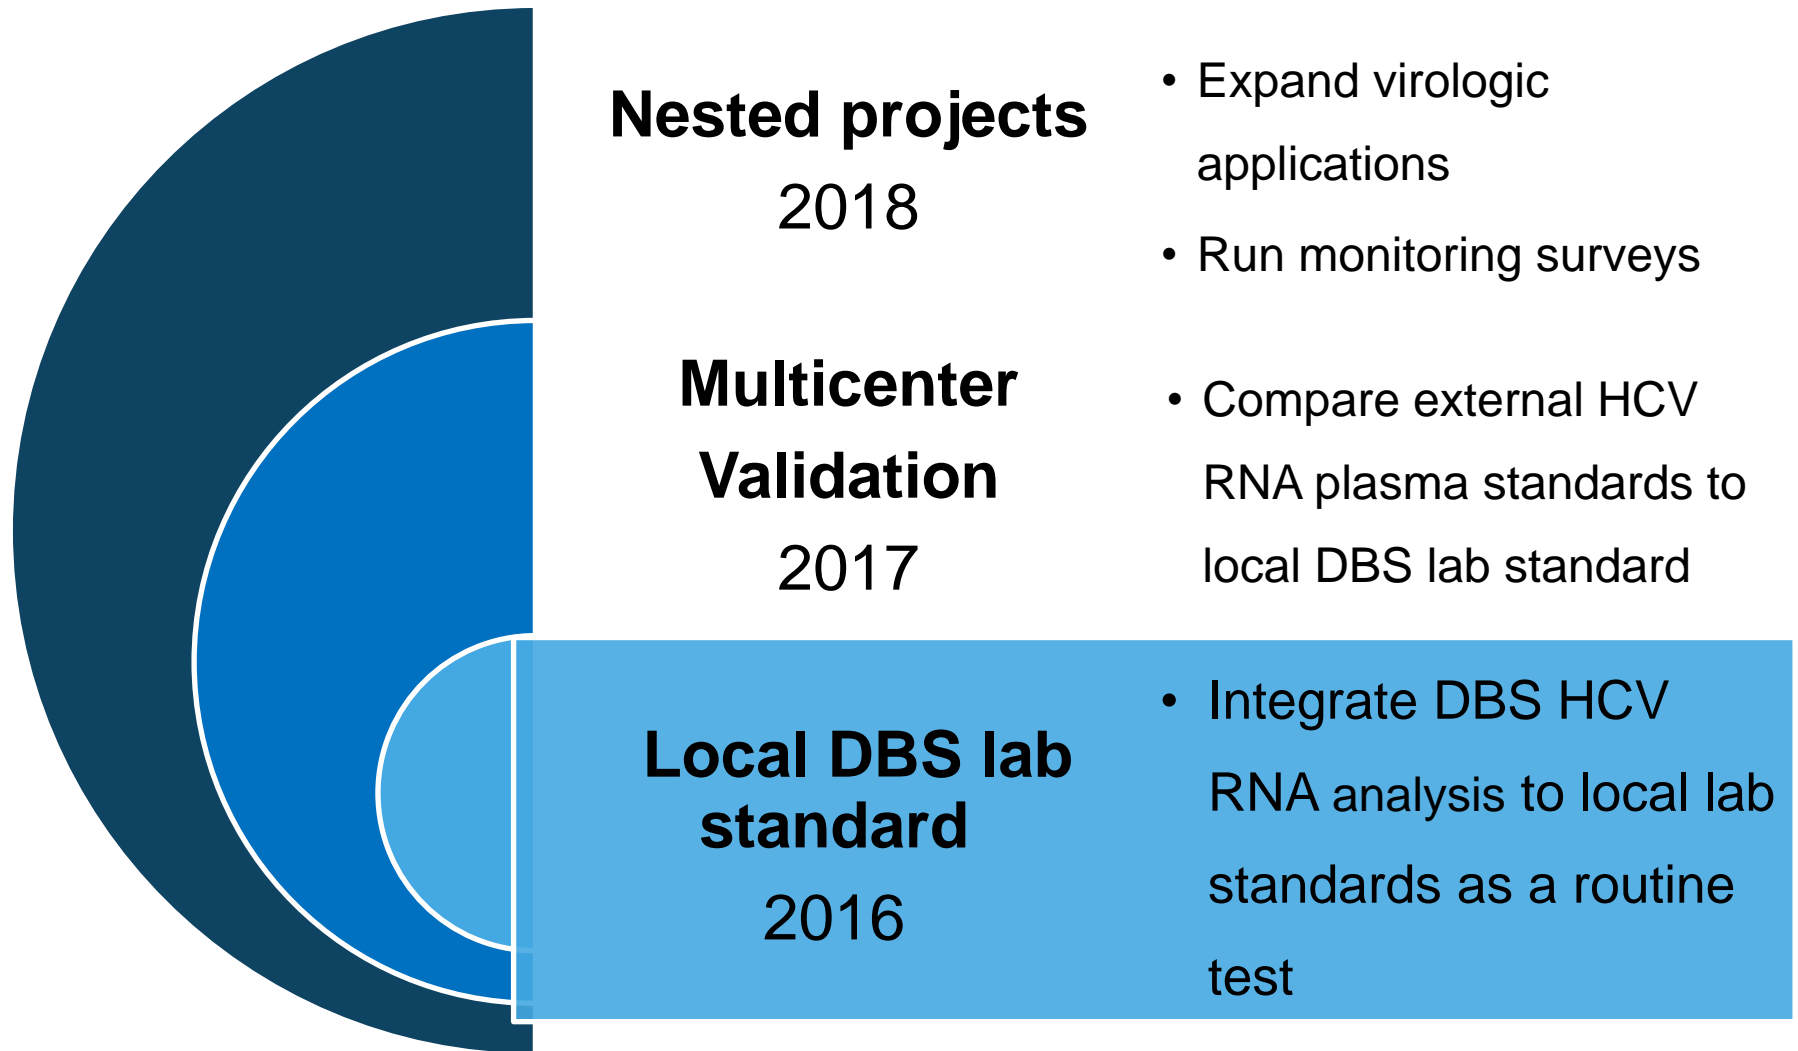 Nested projects
2018
• Expand virologic
applications
• Run monitoring surveys
Multicenter
Validation
2017
• Compare external HCV
RNA plasma standards to
local DBS lab standard
Local DBS lab
standard
2016
• Integrate DBS HCV
RNA analysis to local lab
standards as a routine
test